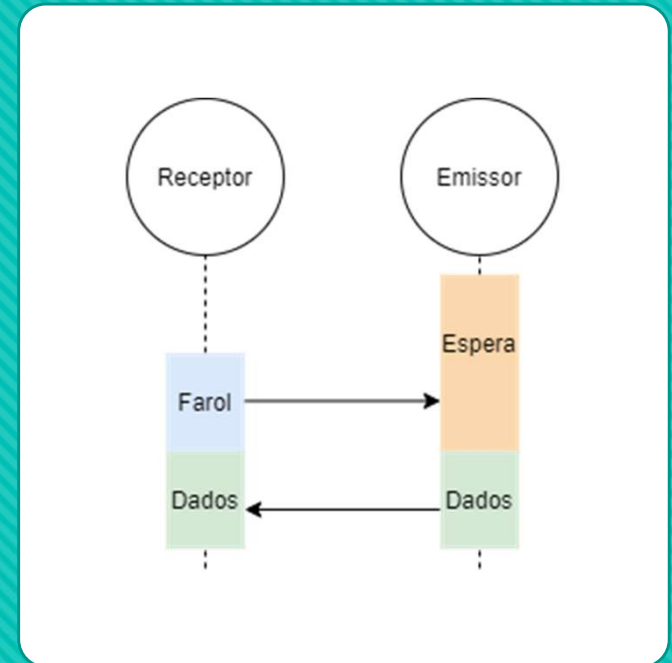 Receptor
Emissor
Espera
Farol
Dados
Dados